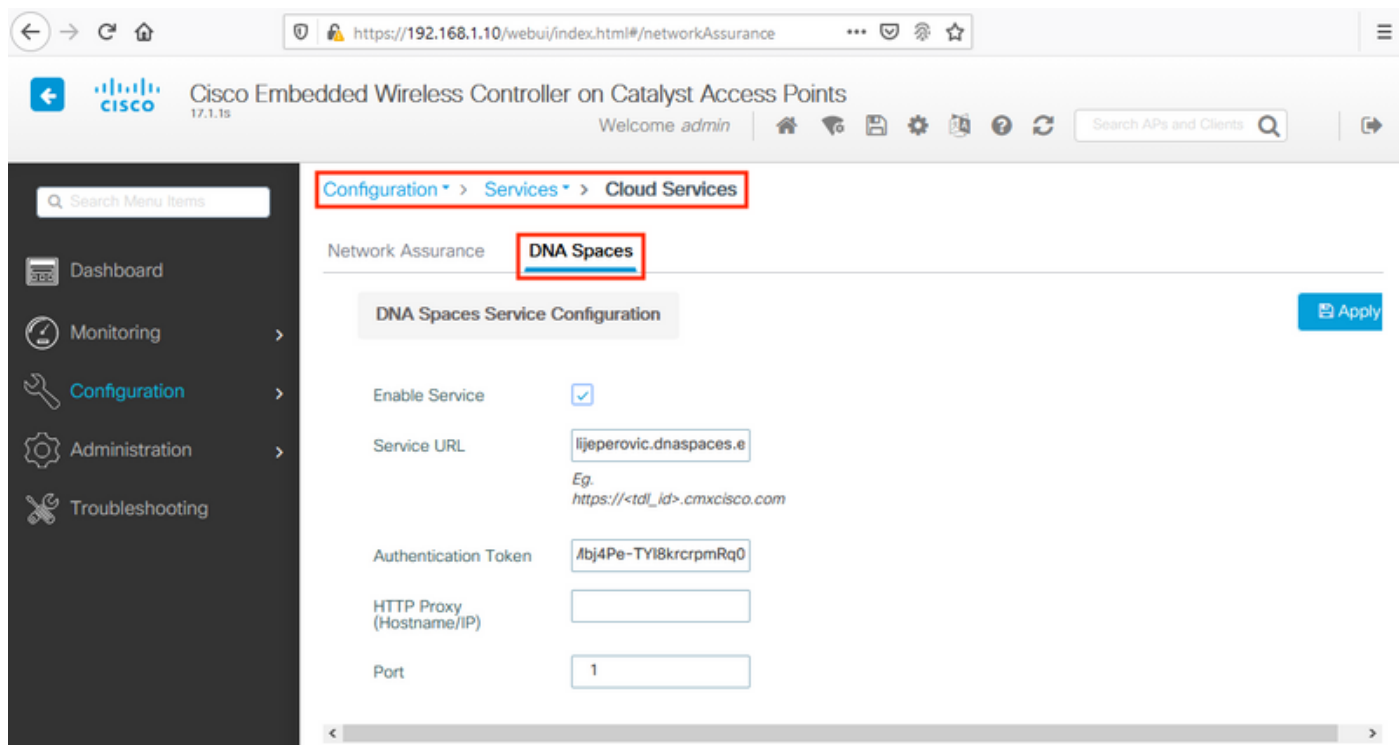 https://192.168.1.10/webui/index.html#/networkAssurance
CISCO
Cisco Embedded Wireless Controller on Catalyst Access Points
17.1.1s
Welcome admin
Search APs and Clients
Search Menu Items
Dashboard
Monitoring
Configuration
Administration
Troubleshooting
Configuration > Services > Cloud Services
Network Assurance
DNA Spaces
DNA Spaces Service Configuration
Apply
Enable Service
Service URL
lijeperovic.dnaspaces.e
Eg.
https://<tdl_id>.cmxcisco.com
Authentication Token
HTTP Proxy
(Hostname/IP)
Port
1